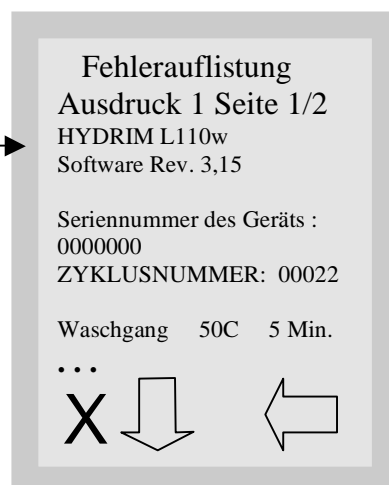 Fehlerauflistung
Ausdruck 1 Seite 1/2
HYDRIM L110w
Software Rev. 3,15
Seriennummer des Geräts :
0000000
ZYKLUSNUMMER: 00022
Waschgang 50C 5 Min.
...
X